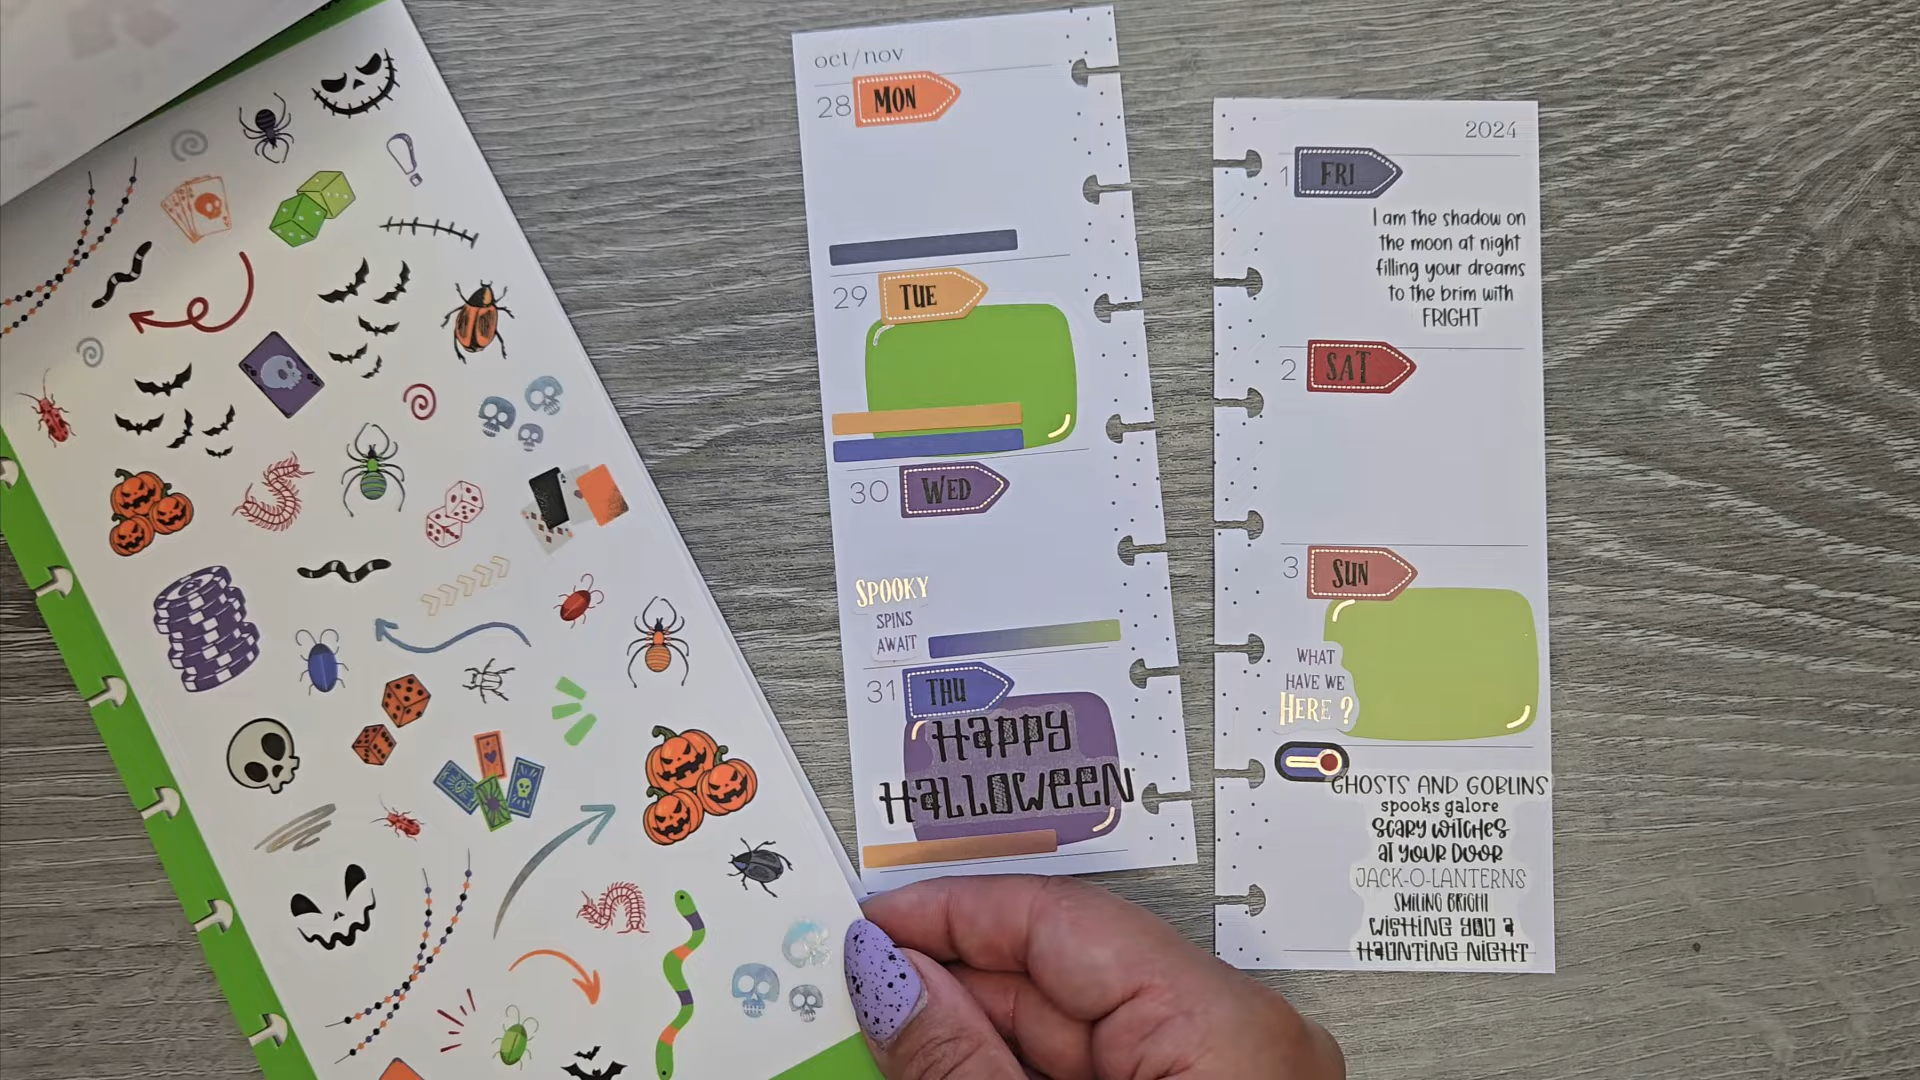 oct/nov
28 MON
29 TUE
30 WED
SPOOKY
SPINS
AWAIT
31 THU
Happy
Halloween
2024
1 FRI
I am the shadow on
the moon at night
filling your dreams
to the brim with
FRIGHT
2 SAT
3 SUN
WHAT
HAVE WE
HERE ?
GHOSTS AND GOBLINS
spooks galore
SCARY WITCHES
AT YOUR DOOR
JACK-O-LANTERNS
SMILING BRIGHT
WISHING YOU A
HAUNTING NIGHT